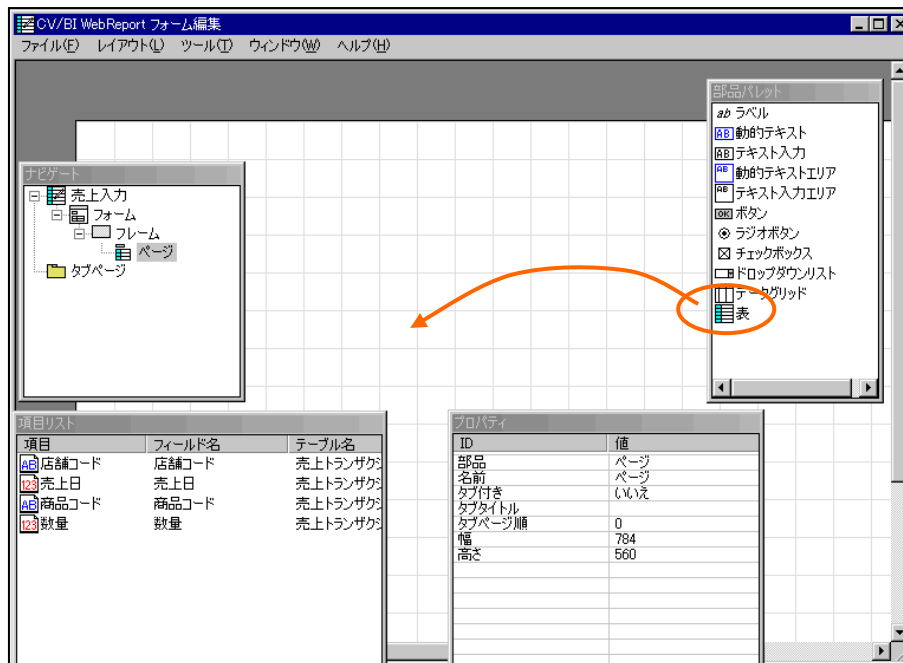 CV/BI WebReport フォーム編集
ファイル(F) レイアウト(L) ツール(T) ウィンドウ(W) ヘルプ(H)
部品パレット
ab ラベル
AB 動的テキスト
AB テキスト入力
AB 動的テキストエリア
AB テキスト入力エリア
OK ボタン
ラジオボタン
チェックボックス
ドロップダウンリスト
データグリッド
表
ナビゲート
売上入力
フォーム
フレーム
ページ
タブページ
項目リスト
項目 フィールド名 テーブル名
AB 店舗コード 店舗コード 売上トランザクシ
123 売上日 売上日 売上トランザクシ
AB 商品コード 商品コード 売上トランザクシ
123 数量 数量 売上トランザクシ
プロパティ
ID 値
部品 ページ
名前 ページ
タブ付き いいえ
タブタイトル
タブページ順 0
幅 784
高さ 560